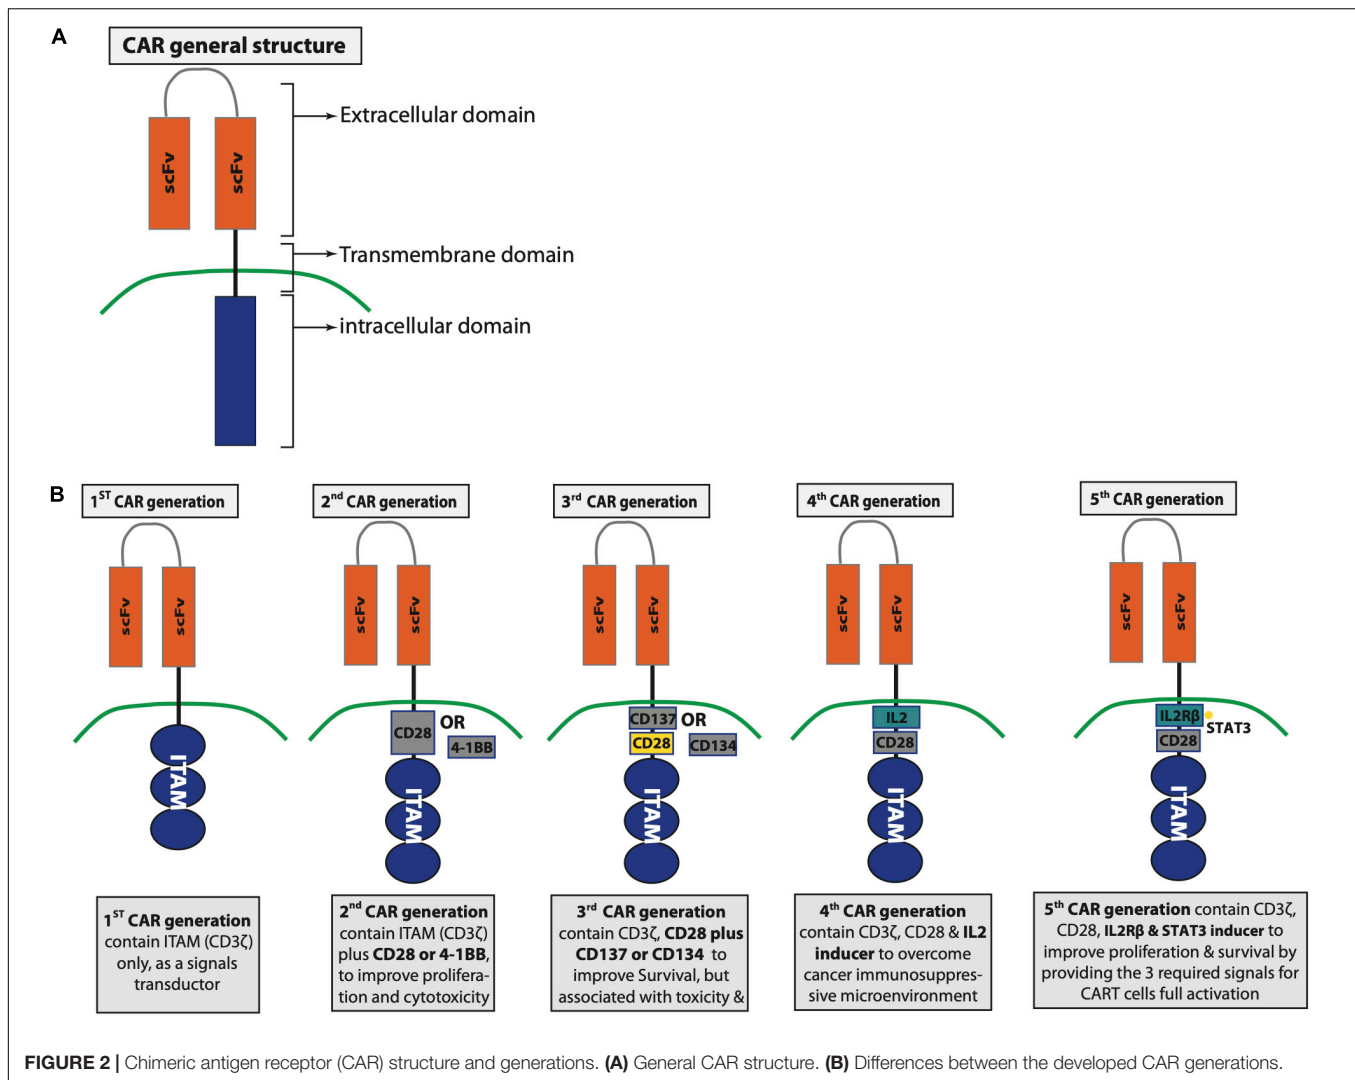 A
CAR general structure
Extracellular domain
scFv
scFv
Transmembrane domain
intracellular domain
B
1ST CAR generation
scFv
scFv
ITAM
1ST CAR generation
contain ITAM (CD3ζ)
only, as a signals
transductor
2nd CAR generation
scFv
scFv
CD28
OR
4-1BB
ITAM
2nd CAR generation
contain ITAM (CD3ζ)
plus CD28 or 4-1BB,
to improve prolifera-
tion and cytotoxicity
3rd CAR generation
scFv
scFv
CD137 OR
CD28
CD134
ITAM
3rd CAR generation
contain CD3ζ, CD28 plus
CD137 or CD134 to
improve Survival, but
associated with toxicity &
4th CAR generation
scFv
scFv
IL2
CD28
ITAM
4th CAR generation
contain CD3ζ, CD28 & IL2
inducer to overcome
cancer immunosuppres-
sive microenvironment
5th CAR generation
scFv
scFv
IL2Rβ
STAT3
CD28
ITAM
5th CAR generation contain CD3ζ,
CD28, IL2Rβ & STAT3 inducer to
improve proliferation & survival by
providing the 3 required signals for
CART cells full activation
FIGURE 2 | Chimeric antigen receptor (CAR) structure and generations. (A) General CAR structure. (B) Differences between the developed CAR generations.